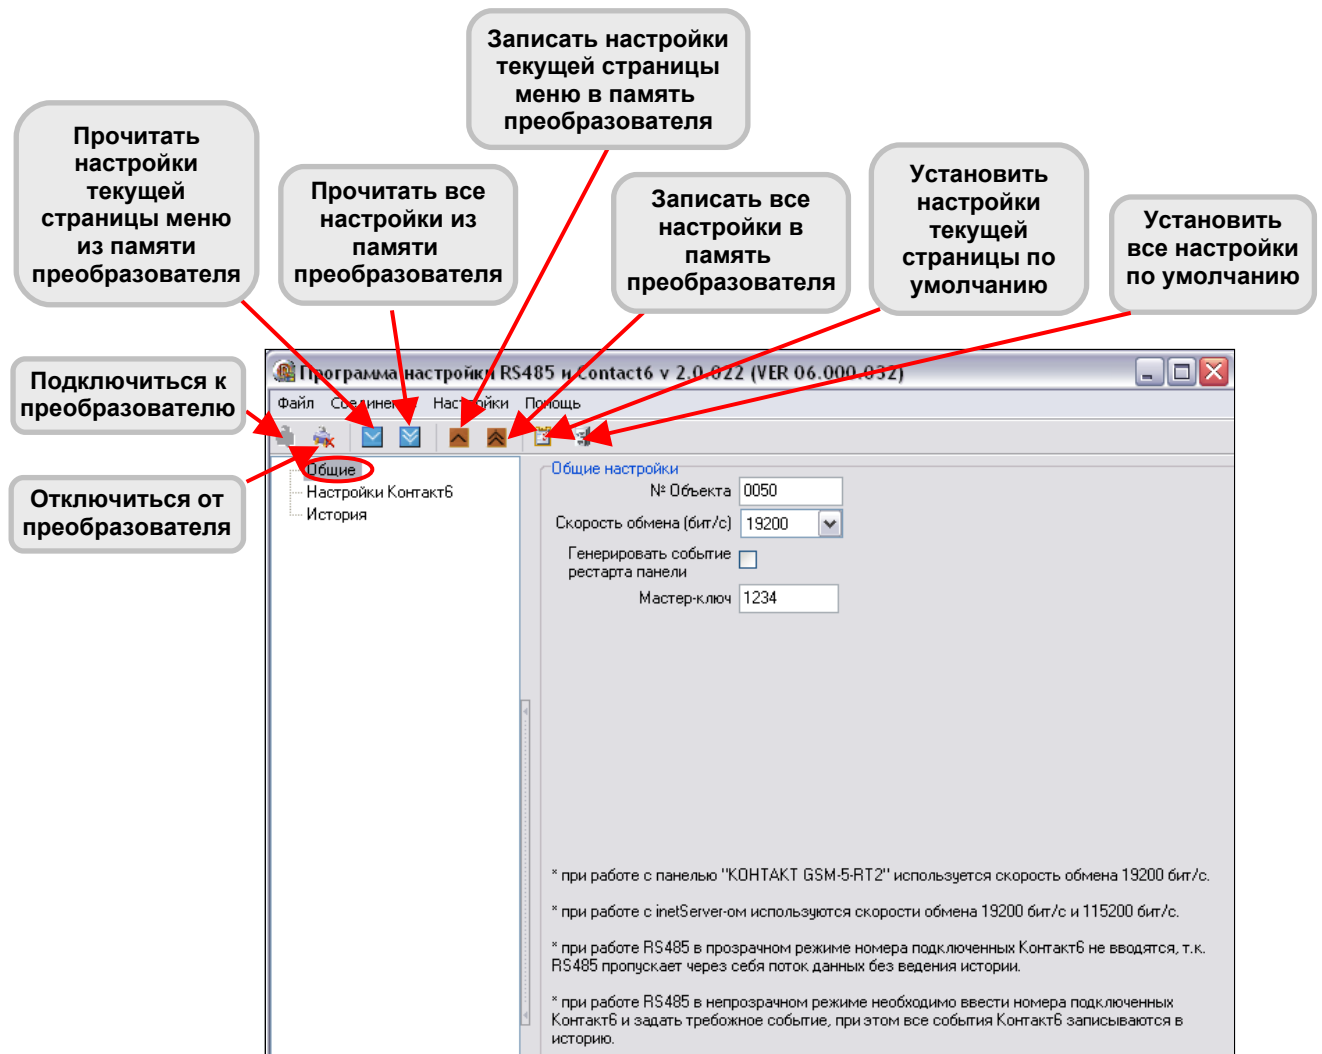 Записать настройки
текущей страницы
меню в память
преобразователя
Прочитать
настройки
текущей
страницы меню
из памяти
преобразователя
Прочитать все
настройки из
памяти
преобразователя
Записать все
настройки в
память
преобразователя
Установить
настройки
текущей
страницы по
умолчанию
Установить
все настройки
по умолчанию
Подключиться к
преобразователю
Отключиться от
преобразователя
Программа настройки RS485 и Contact6 v 2.0.022 (VER 06.000.032)
Файл Соединение Настройки Помощь
Общие
Настройки Контакт6
История
Общие настройки
№ Объекта 0050
Скорость обмена (бит/с) 19200
Генерировать событие
рестарта панели
Мастер-ключ 1234
* при работе с панелью "КОНТАКТ GSM-5-RT2" используется скорость обмена 19200 бит/с.
* при работе с inetServer-ом используются скорости обмена 19200 бит/с и 115200 бит/с.
* при работе RS485 в прозрачном режиме номера подключенных Контакт6 не вводятся, т.к.
RS485 пропускает через себя поток данных без ведения истории.
* при работе RS485 в непрозрачном режиме необходимо ввести номера подключенных
Контакт6 и задать требожное событие, при этом все события Контакт6 записываются в
историю.